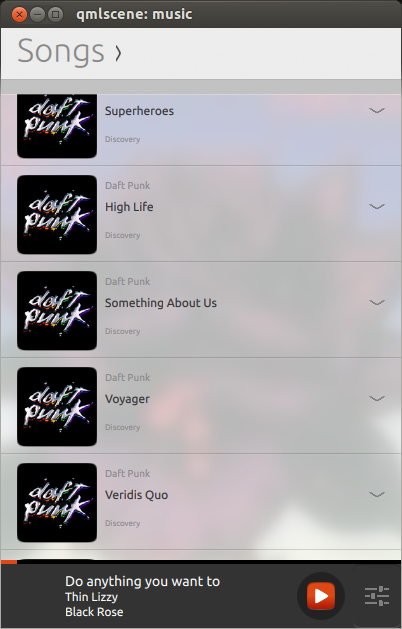 qmlscene: music
Songs ›
daft punk
Superheroes
Discovery
daft punk
Daft Punk
High Life
Discovery
daft punk
Daft Punk
Something About Us
Discovery
daft punk
Daft Punk
Voyager
Discovery
daft punk
Daft Punk
Veridis Quo
Discovery
Do anything you want to
Thin Lizzy
Black Rose